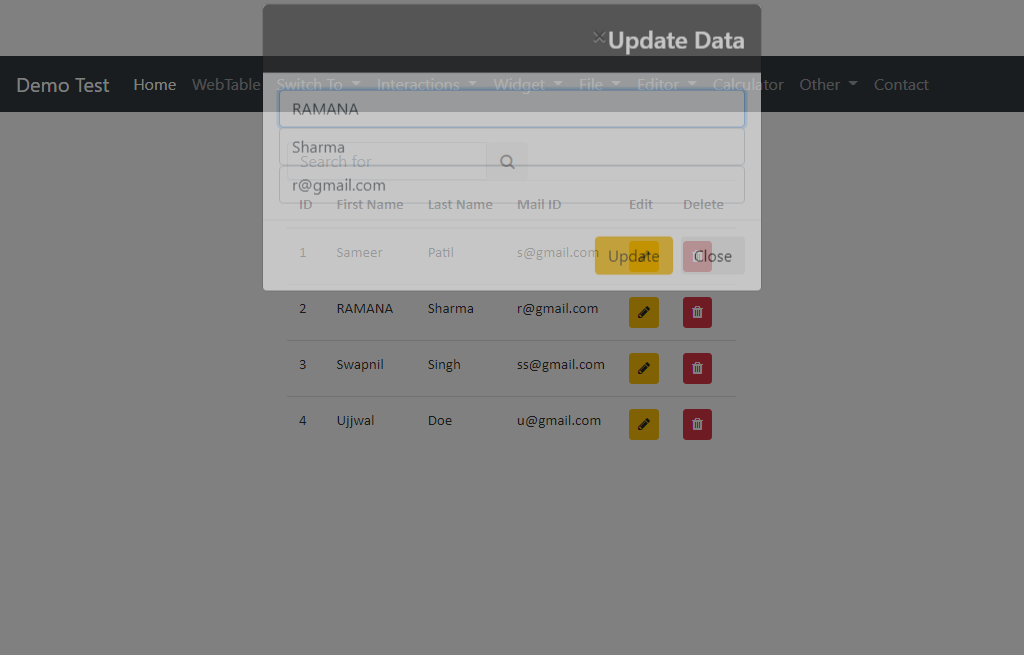 ×Update Data
Demo Test Home WebTable Switch To Interactions Widget File Editor Calculator Other Contact
RAMANA
Sharma
Search for
r@gmail.com
ID First Name Last Name Mail ID Edit Delete
1 Sameer Patil s@gmail.com
Update Close
2 RAMANA Sharma r@gmail.com
3 Swapnil Singh ss@gmail.com
4 Ujjwal Doe u@gmail.com